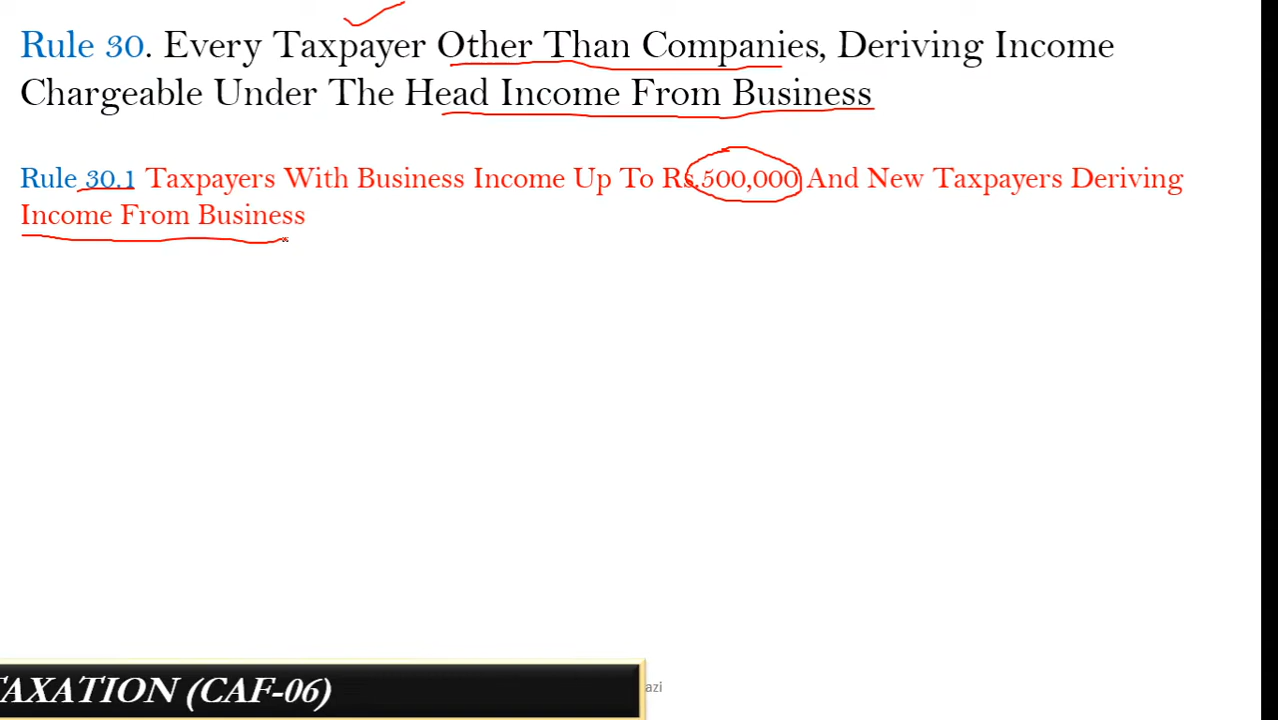 Rule 30. Every Taxpayer Other Than Companies, Deriving Income
Chargeable Under The Head Income From Business
Rule 30.1 Taxpayers With Business Income Up To Rs.500,000 And New Taxpayers Deriving
Income From Business
TAXATION (CAF-06)
azi